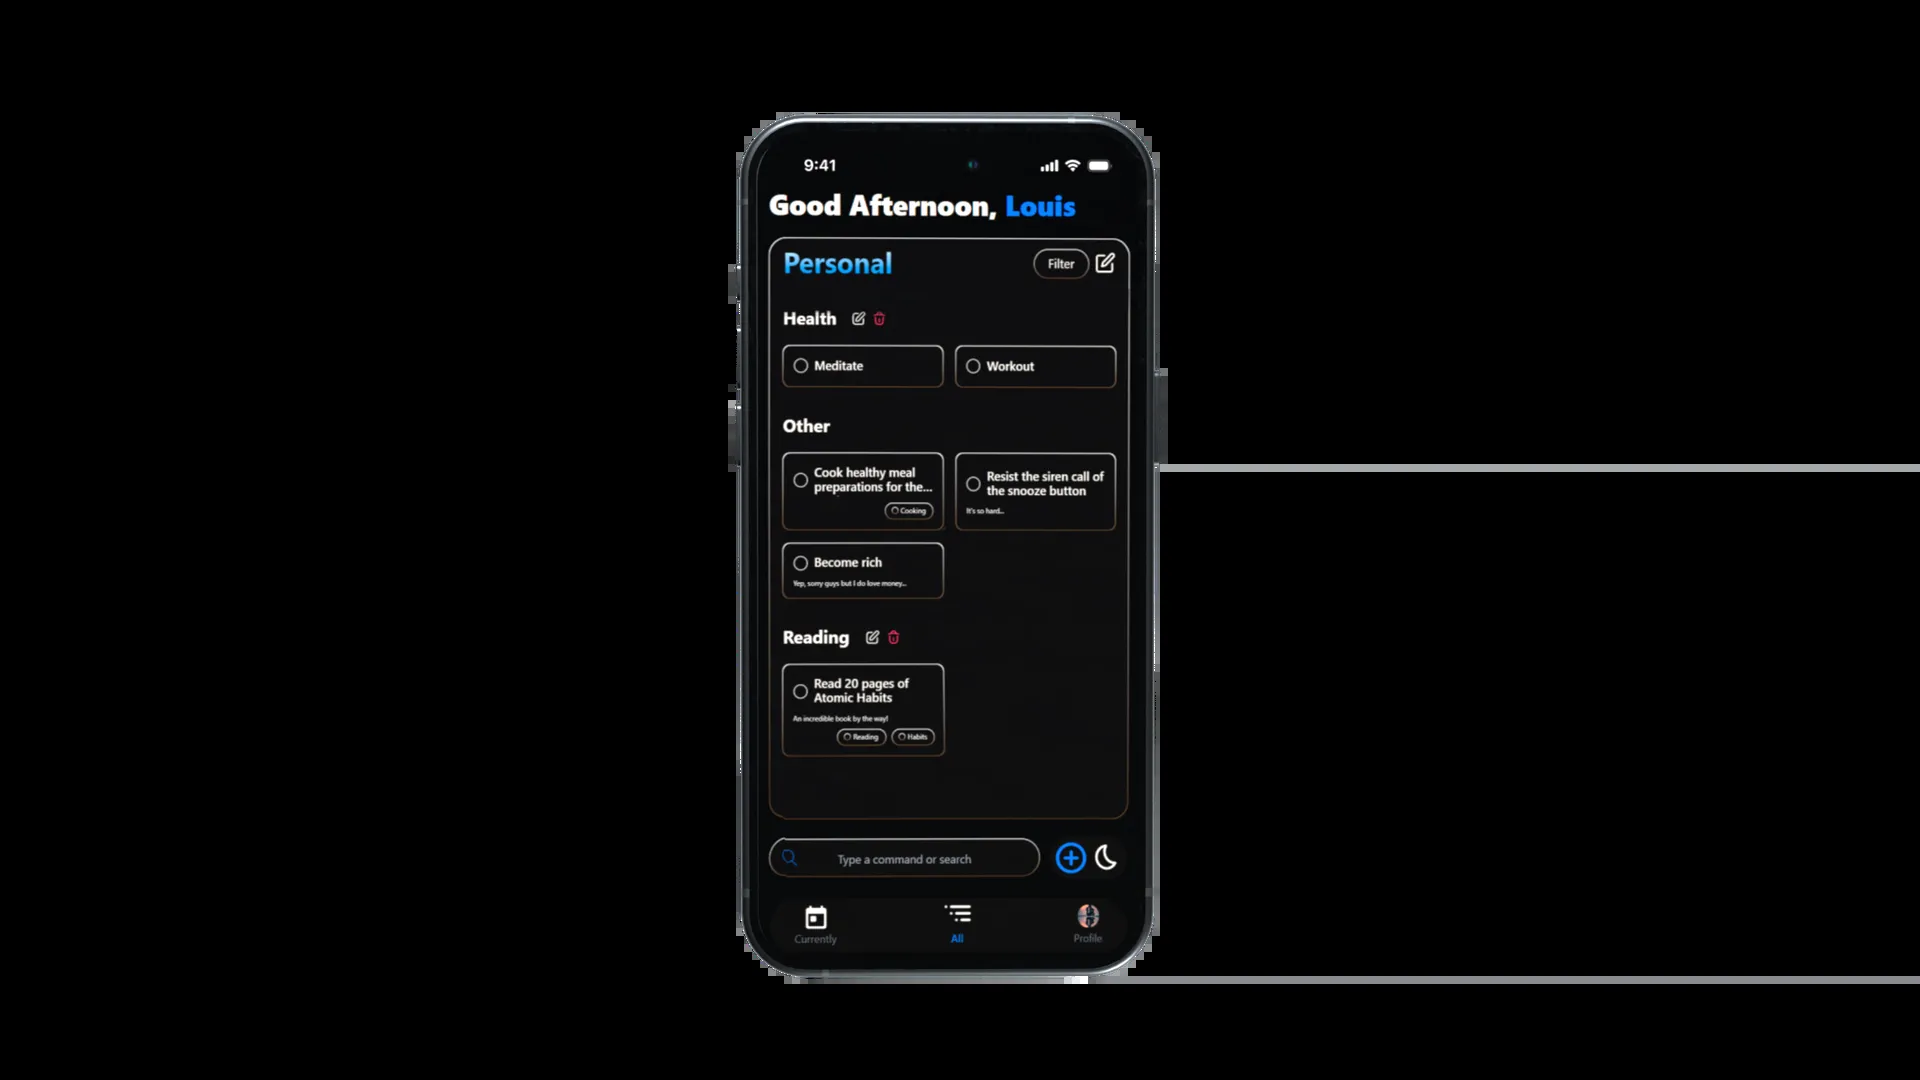 9:41
Good Afternoon, Louis
Personal
Filter
Health
Meditate
Workout
Other
Cook healthy meal
preparations for the...
Cooking
Resist the siren call of
the snooze button
It's so hard...
Become rich
Yep, sorry guys but I do love money...
Reading
Read 20 pages of
Atomic Habits
An incredible book by the way!
Reading
Habits
Type a command or search
Currently
All
Profile